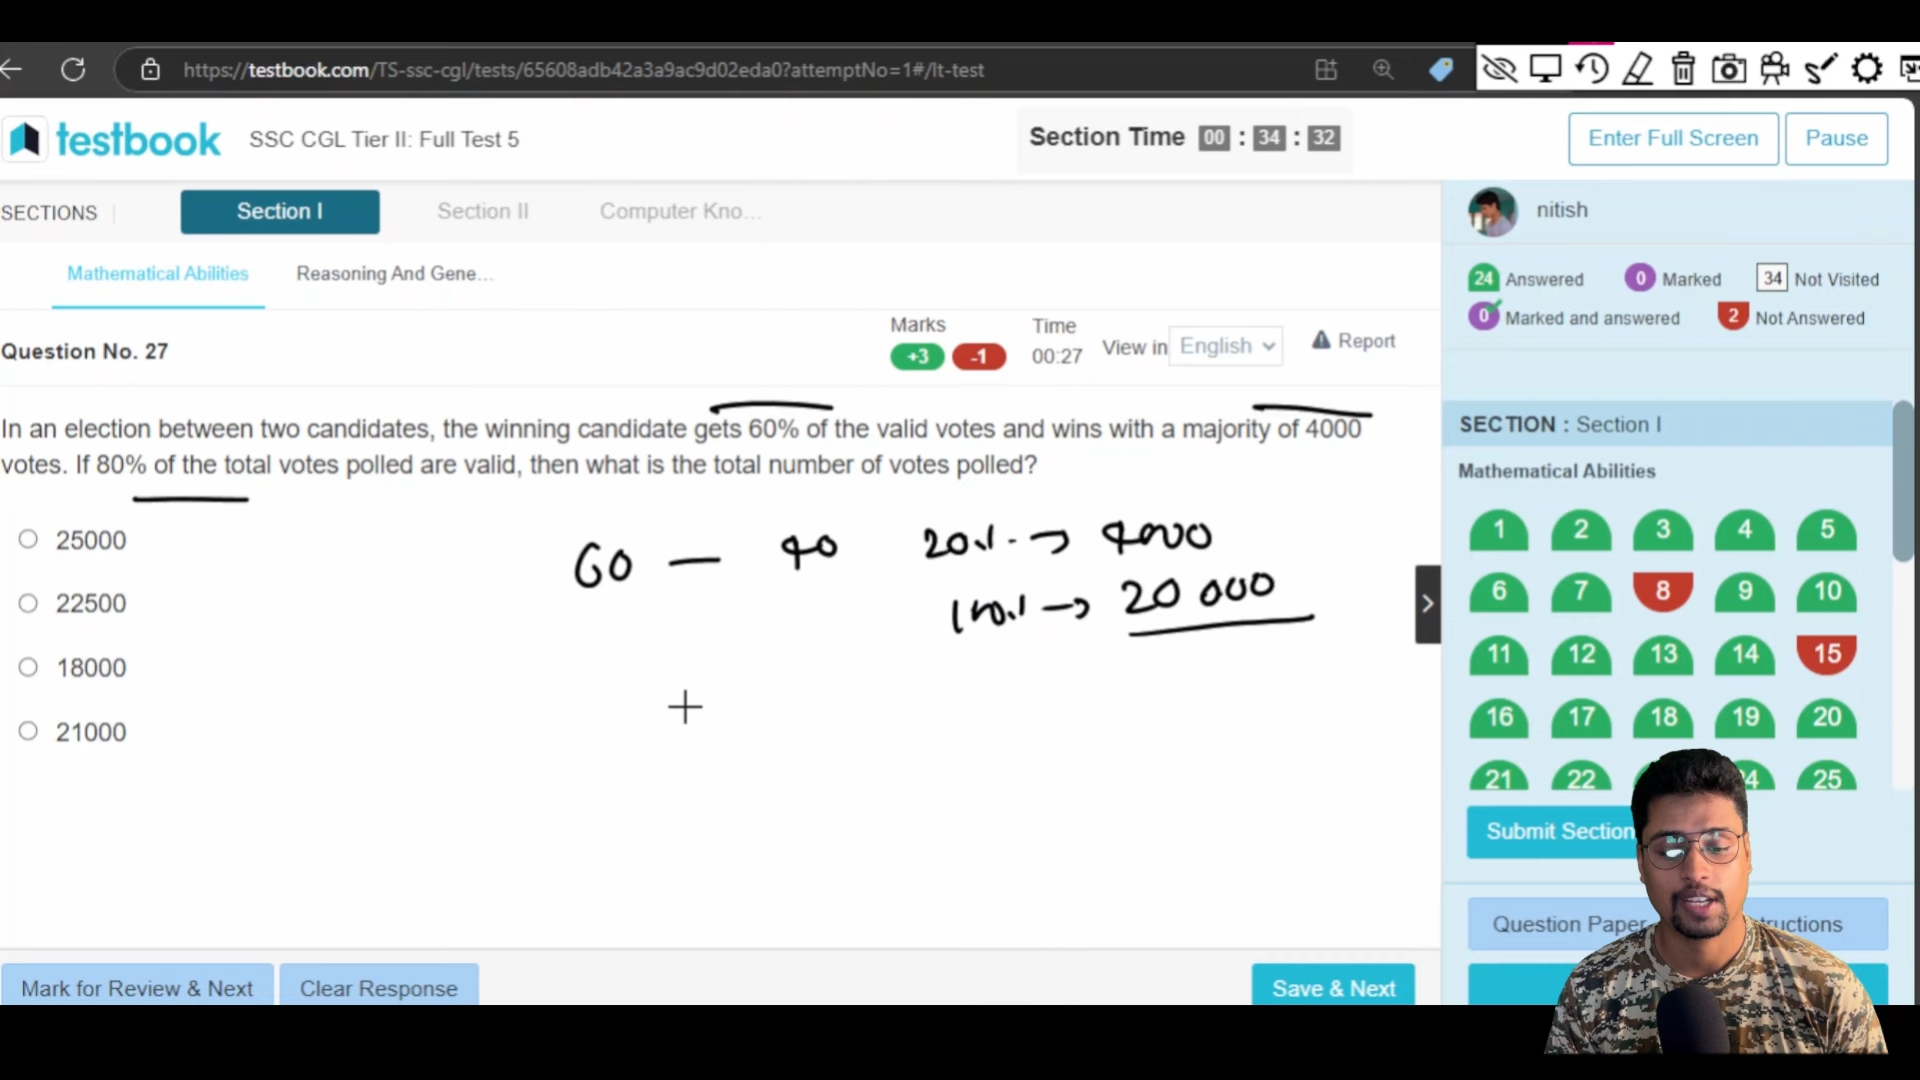 https://testbook.com/TS-ssc-cgl/tests/65608adb42a3a9ac9d02eda0?attemptNo=1#/lt-test
testbook
SSC CGL Tier II: Full Test 5
Section Time 00 : 34 : 32
Enter Full Screen
Pause
SECTIONS
Section I
Section II
Computer Kno...
nitish
Mathematical Abilities
Reasoning And Gene...
24 Answered
0 Marked
34 Not Visited
0 Marked and answered
2 Not Answered
Question No. 27
Marks
+3 -1
Time
00:27
View in English
Report
In an election between two candidates, the winning candidate gets 60% of the valid votes and wins with a majority of 4000
votes. If 80% of the total votes polled are valid, then what is the total number of votes polled?
25000
22500
18000
21000
60 — 40
20% → 4000
100% → 20 000
SECTION : Section I
Mathematical Abilities
1 2 3 4 5
6 7 8 9 10
11 12 13 14 15
16 17 18 19 20
21 22 24 25
Submit Section
Question Paper
Mark for Review & Next
Clear Response
Save & Next